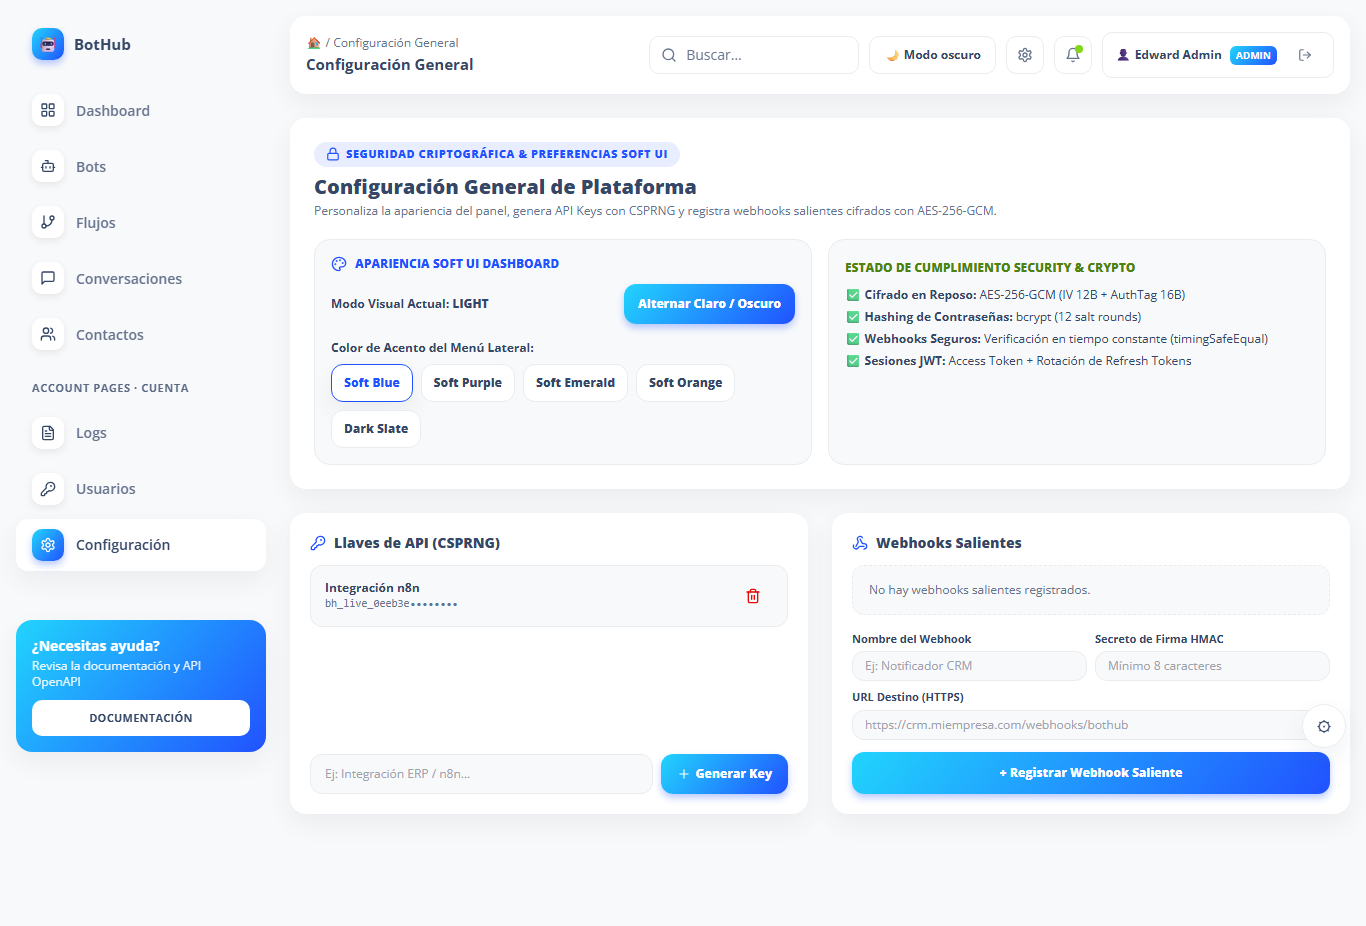 BotHub
Dashboard
Bots
Flujos
Conversaciones
Contactos
ACCOUNT PAGES · CUENTA
Logs
Usuarios
Configuración
¿Necesitas ayuda?
Revisa la documentación y API
OpenAPI
DOCUMENTACIÓN
/ Configuración General
Configuración General
Buscar...
Modo oscuro
Edward Admin ADMIN
SEGURIDAD CRIPTOGRÁFICA & PREFERENCIAS SOFT UI
Configuración General de Plataforma
Personaliza la apariencia del panel, genera API Keys con CSPRNG y registra webhooks salientes cifrados con AES-256-GCM.
APARIENCIA SOFT UI DASHBOARD
Modo Visual Actual: LIGHT
Alternar Claro / Oscuro
Color de Acento del Menú Lateral:
Soft Blue
Soft Purple
Soft Emerald
Soft Orange
Dark Slate
ESTADO DE CUMPLIMIENTO SECURITY & CRYPTO
✅ Cifrado en Reposo: AES-256-GCM (IV 12B + AuthTag 16B)
✅ Hashing de Contraseñas: bcrypt (12 salt rounds)
✅ Webhooks Seguros: Verificación en tiempo constante (timingSafeEqual)
✅ Sesiones JWT: Access Token + Rotación de Refresh Tokens
Llaves de API (CSPRNG)
Integración n8n
bh_live_0eeb3e••••••••
Ej: Integración ERP / n8n...
+ Generar Key
Webhooks Salientes
No hay webhooks salientes registrados.
Nombre del Webhook
Ej: Notificador CRM
Secreto de Firma HMAC
Mínimo 8 caracteres
URL Destino (HTTPS)
https://crm.miempresa.com/webhooks/bothub
+ Registrar Webhook Saliente